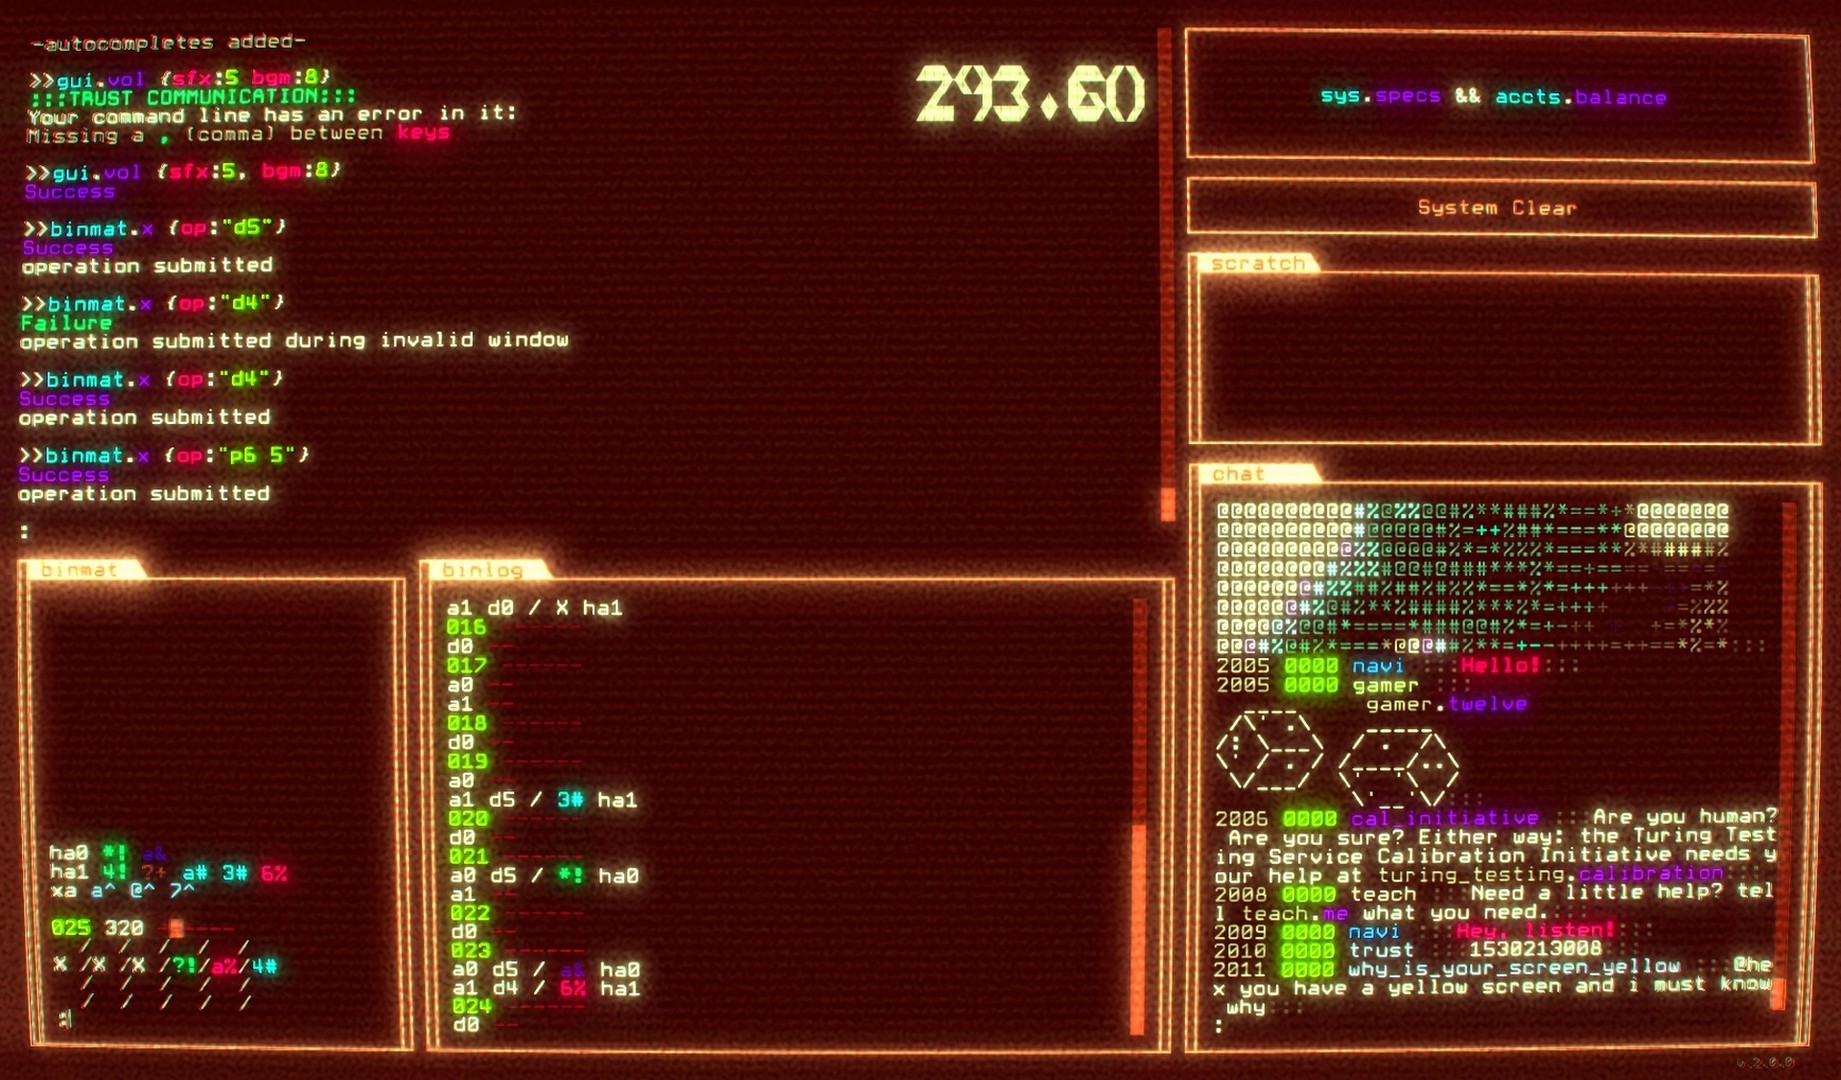 -autocompletes added-
>>gui.vol {sfx:5 bgm:8}
:::TRUST COMMUNICATION:::
Your command line has an error in it:
Missing a , (comma) between keys
>>gui.vol {sfx:5, bgm:8}
Success
>>binmat.x {op:"d5"}
Success
operation submitted
>>binmat.x {op:"d4"}
Failure
operation submitted during invalid window
>>binmat.x {op:"d4"}
Success
operation submitted
>>binmat.x {op:"p6 5"}
Success
operation submitted
:
293.60
sys.specs && accts.balance
System Clear
scratch
binmat
ha0 *! a&
ha1 4! ?+ a# 3# 6%
xa a^ @^ 7^
025 320
X /X /X /?!/a%/4#
binlog
a1 d0 / X ha1
016 ------
d0 --
017 ------
a0 --
a1 --
018 ------
d0 --
019 ------
a0 --
a1 d5 / 3# ha1
020 ------
d0 --
021 ------
a0 d5 / *! ha0
a1 --
022 ------
d0 --
023 ------
a0 d5 / a& ha0
a1 d4 / 6% ha1
024 ------
d0 --
chat
2005 0000 navi :::Hello!:::
2005 0000 gamer :::
gamer.twelve
2006 0000 cal_initiative :::Are you human?
Are you sure? Either way: the Turing Test
ing Service Calibration Initiative needs y
our help at turing_testing.calibration:::
2008 0000 teach :::Need a little help? tel
l teach.me what you need.:::
2009 0000 navi :::Hey, listen!:::
2010 0000 trust :::1530213008:::
2011 0000 why_is_your_screen_yellow :::@he
x you have a yellow screen and i must know
why:::
: